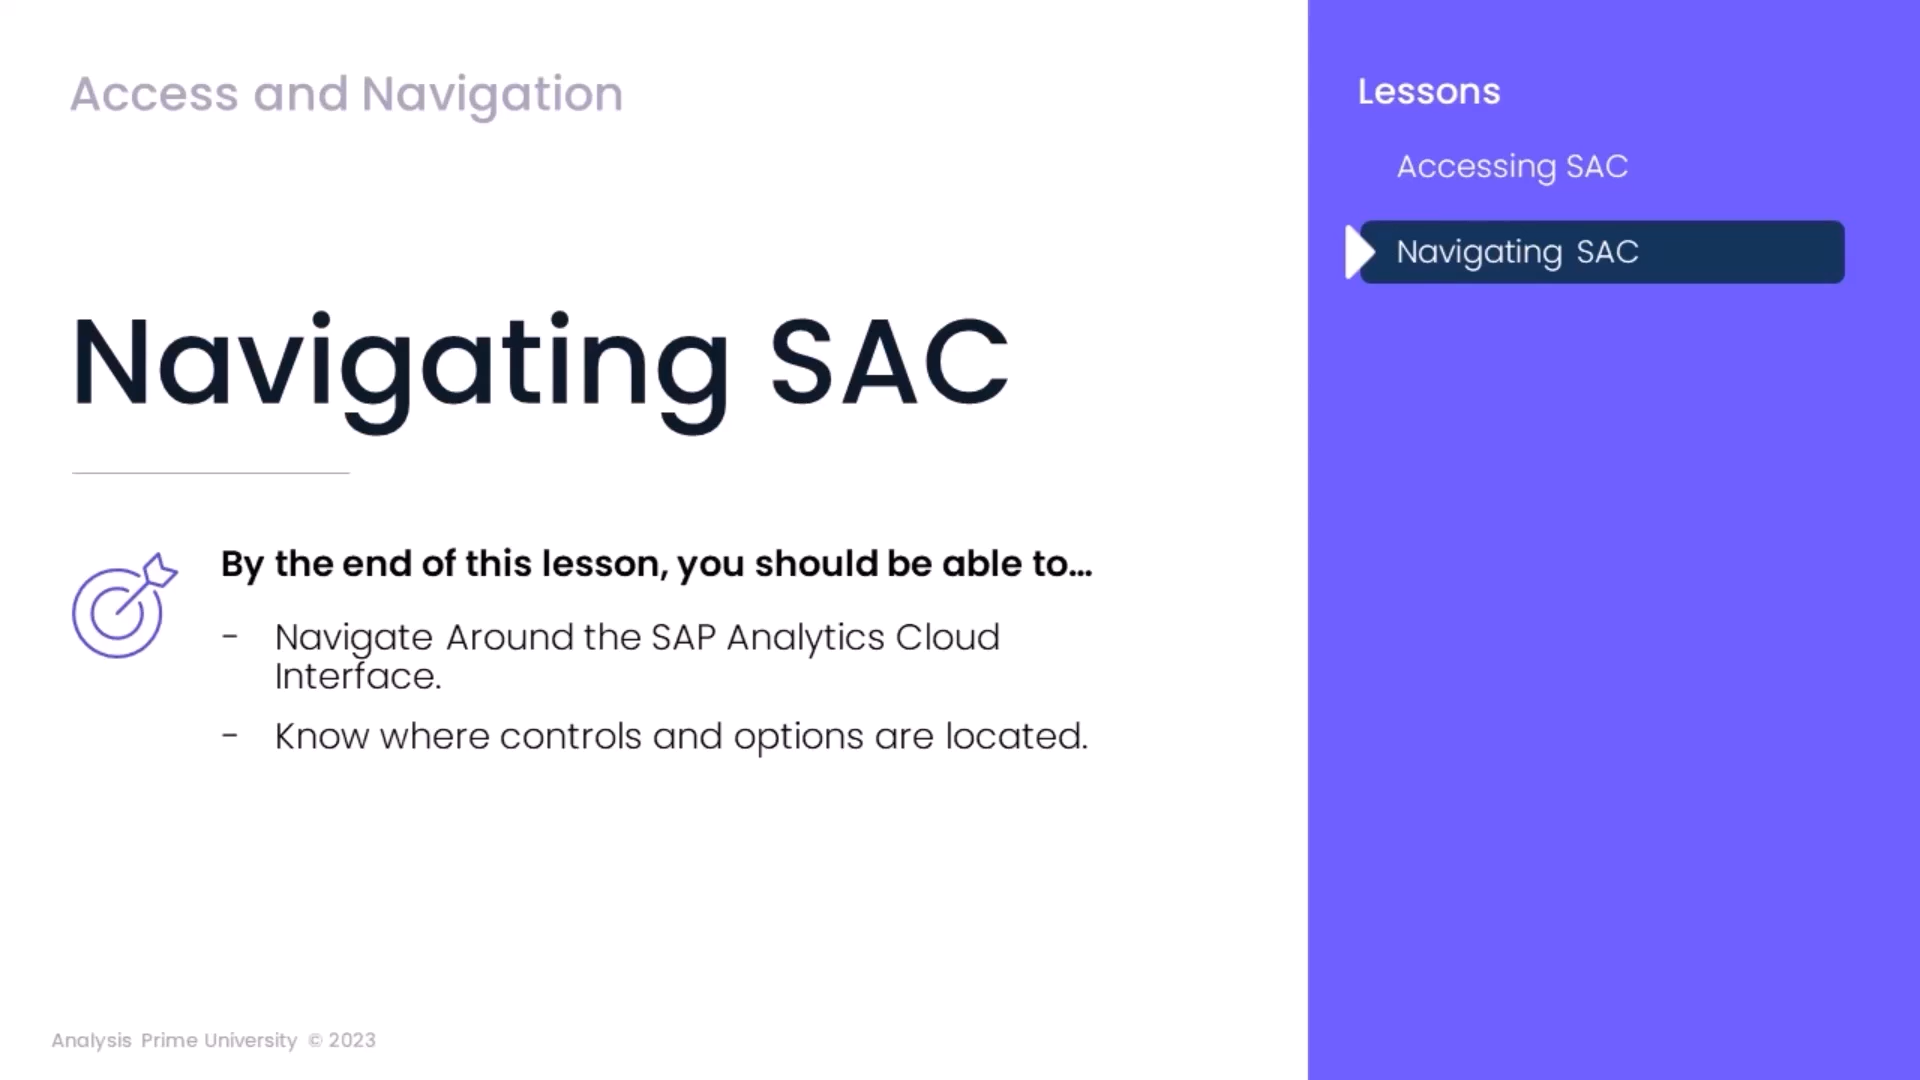 Access and Navigation
Navigating SAC
By the end of this lesson, you should be able to...
- Navigate Around the SAP Analytics Cloud
Interface.
- Know where controls and options are located.
Analysis Prime University © 2023
Lessons
Accessing SAC
Navigating SAC